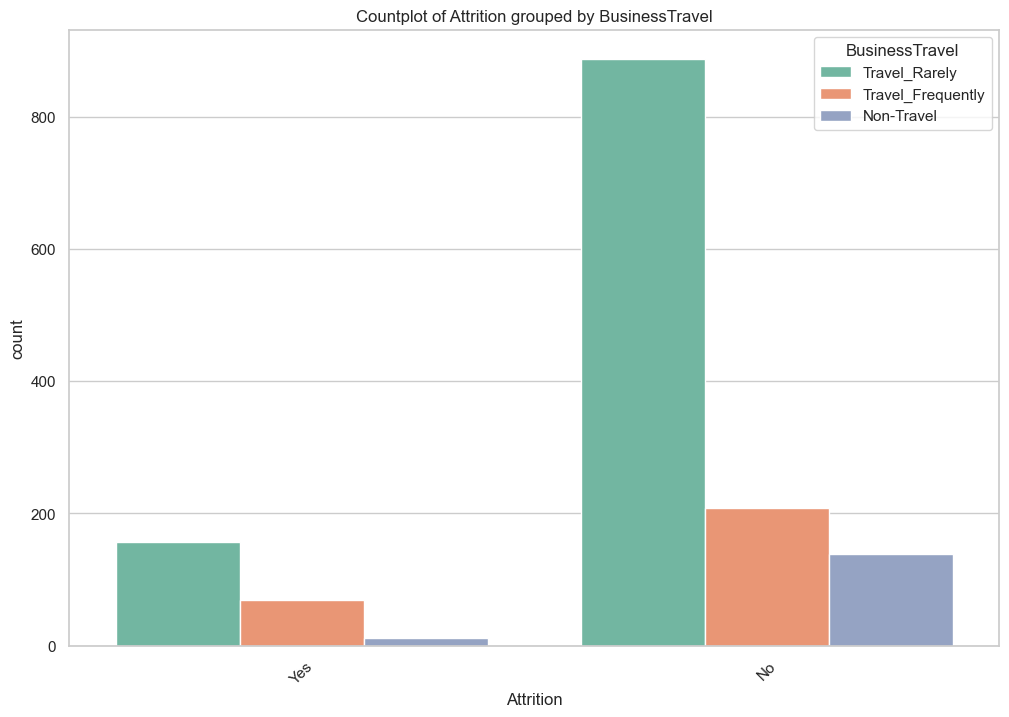 Countplot of Attrition grouped by BusinessTravel
BusinessTravel
Travel_Rarely
Travel_Frequently
Non-Travel
count
800
600
400
200
0
Yes
No
Attrition